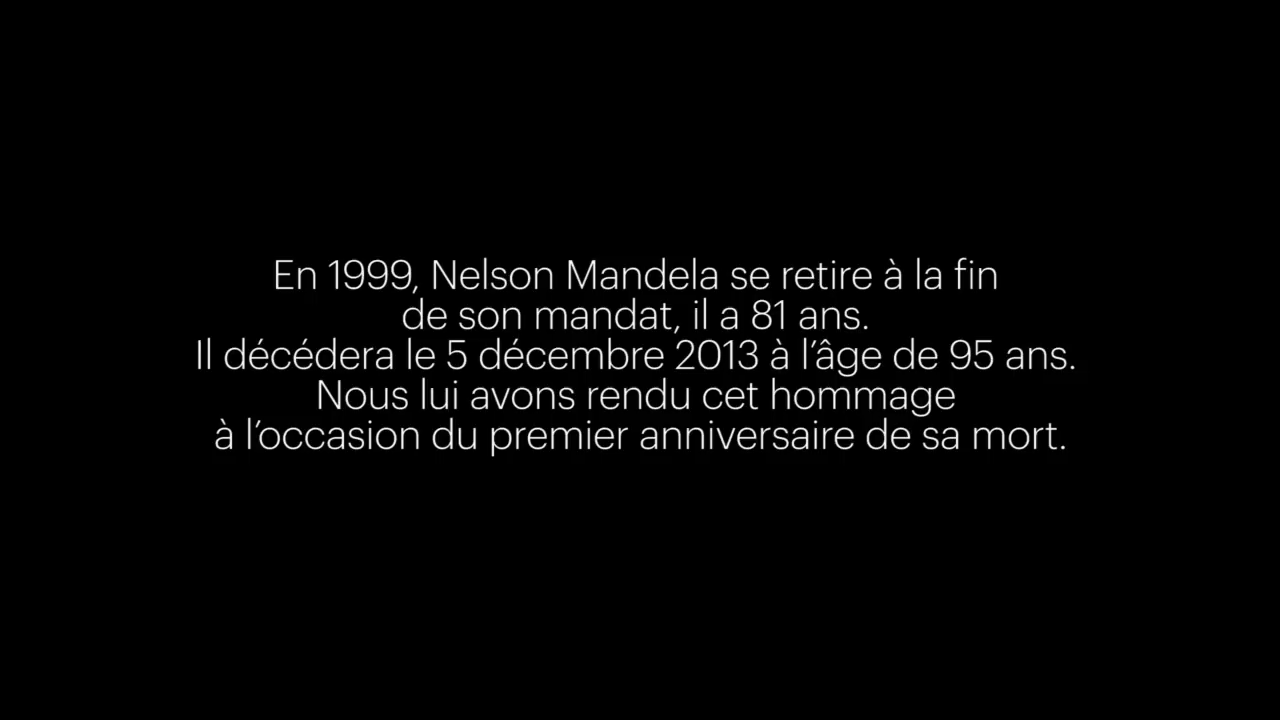 En 1999, Nelson Mandela se retire à la fin
de son mandat, il a 81 ans.
Il décédera le 5 décembre 2013 à l’âge de 95 ans.
Nous lui avons rendu cet hommage
à l’occasion du premier anniversaire de sa mort.